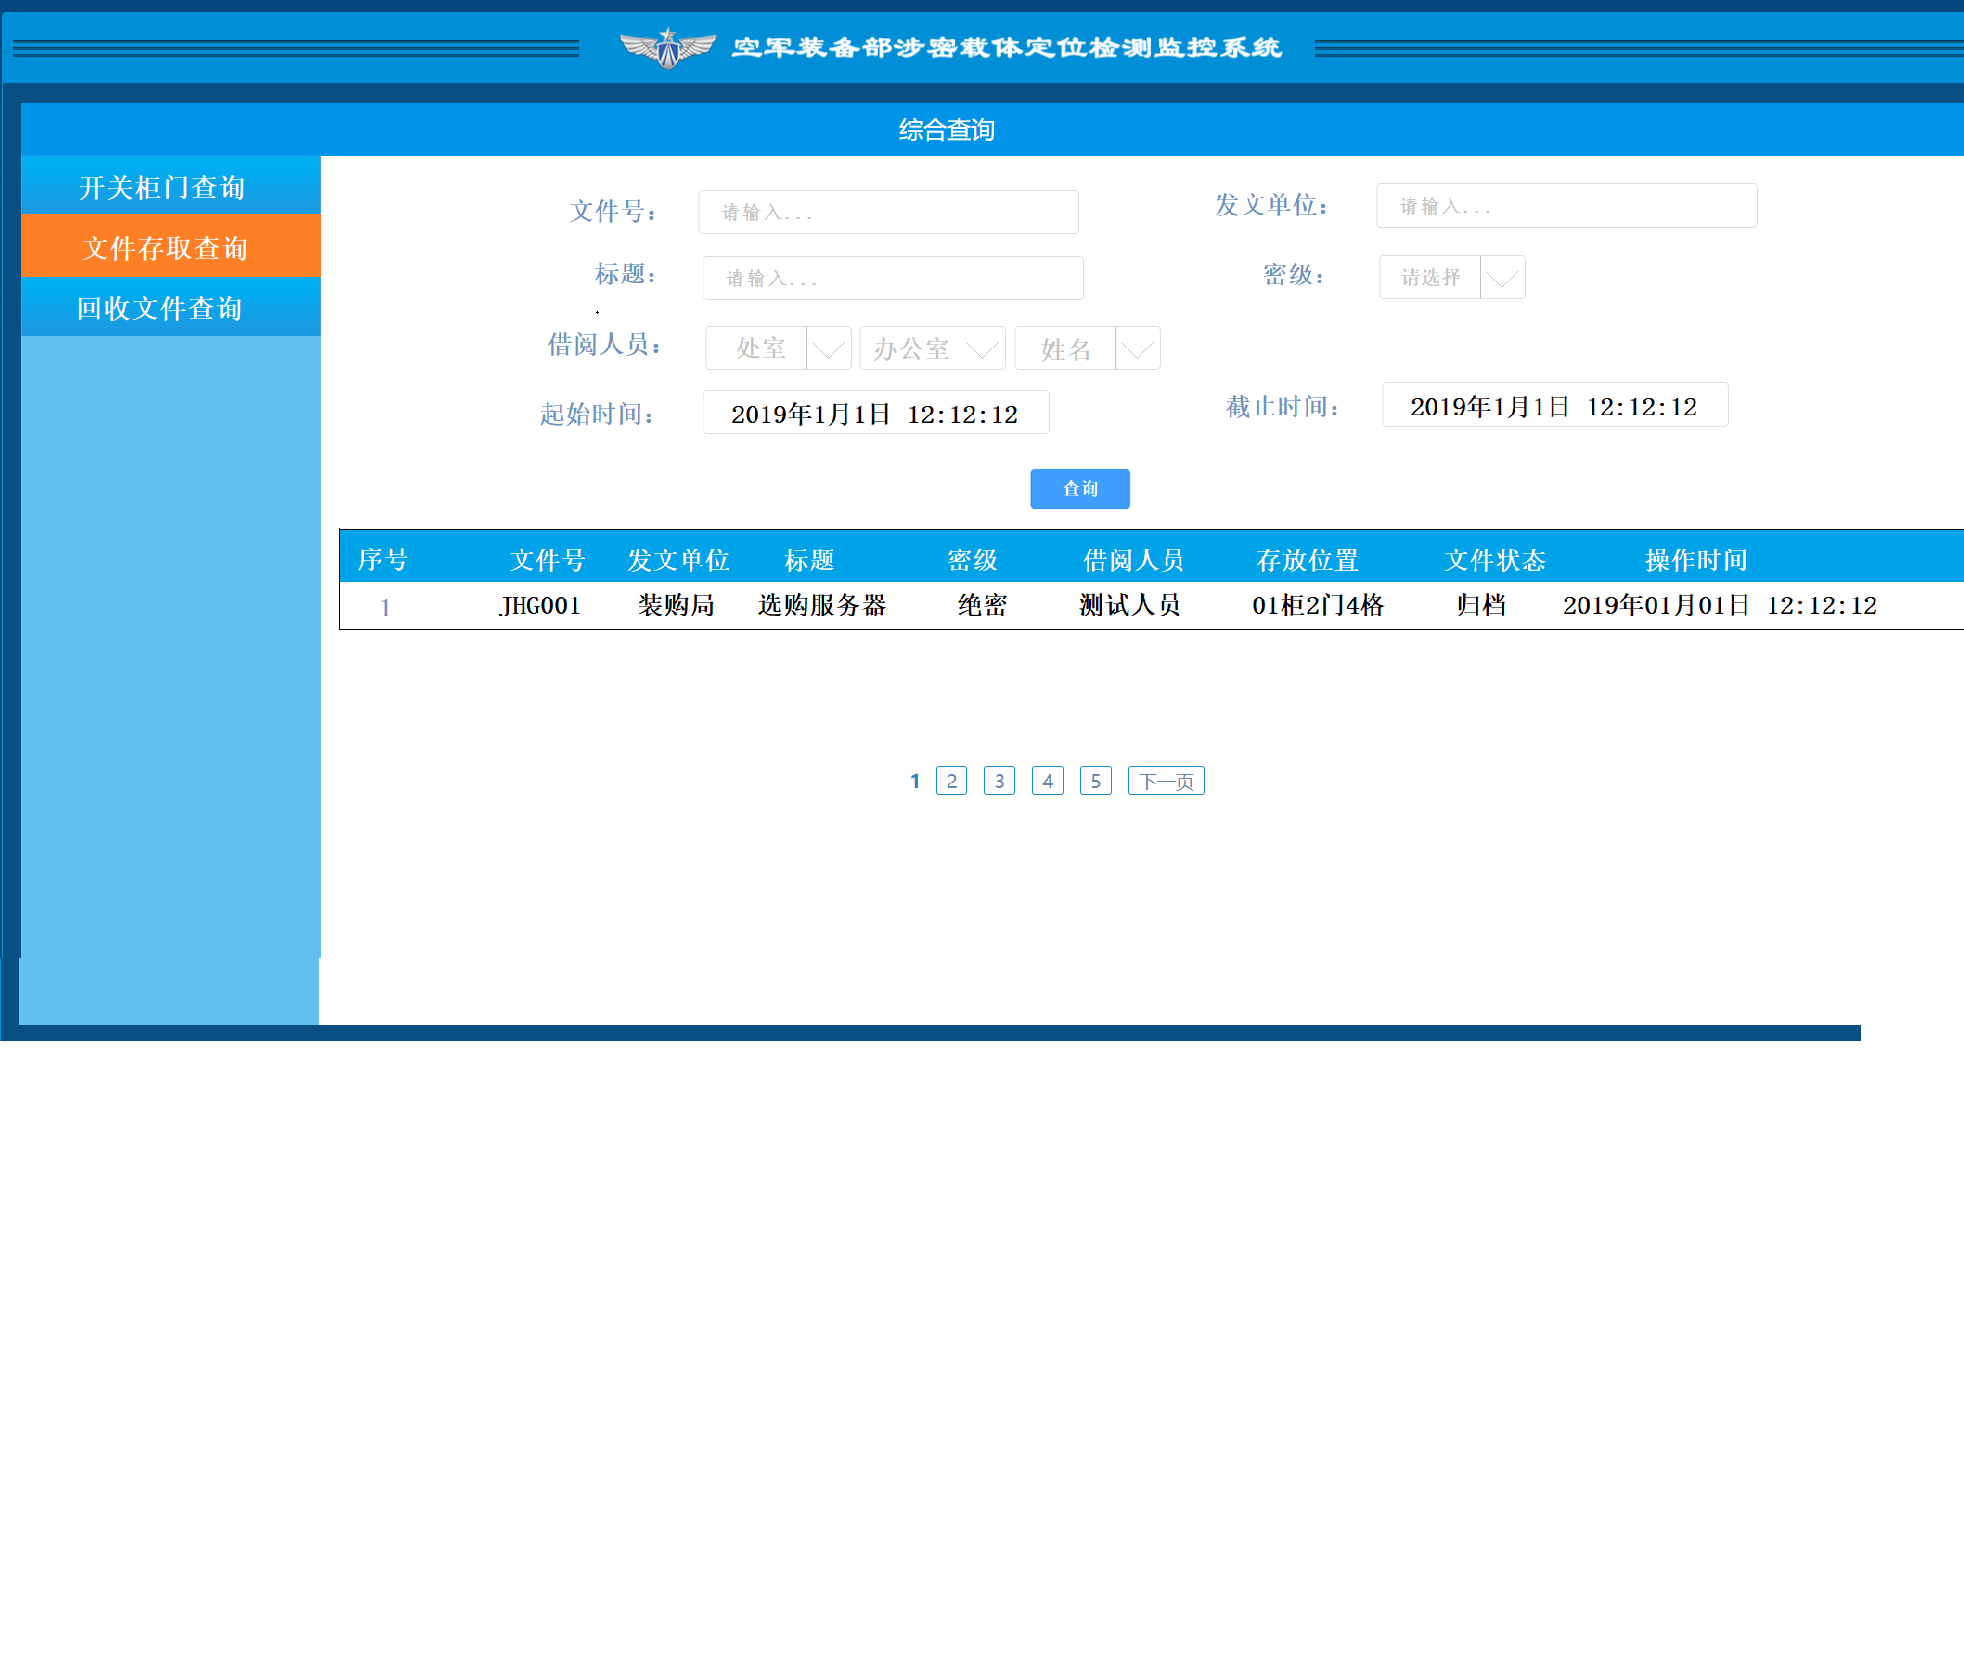 空军装备部涉密载体定位检测监控系统
综合查询
开关柜门查询
文件存取查询
回收文件查询
文件号： 请输入... 发文单位： 请输入...
标题： 请输入... 密级： 请选择
借阅人员： 处室 办公室 姓名
起始时间： 2019年1月1日 12:12:12 截止时间： 2019年1月1日 12:12:12
查询
序号 文件号 发文单位 标题 密级 借阅人员 存放位置 文件状态 操作时间
1 JHG001 装购局 选购服务器 绝密 测试人员 01柜2门4格 归档 2019年01月01日 12:12:12
1 2 3 4 5 下一页